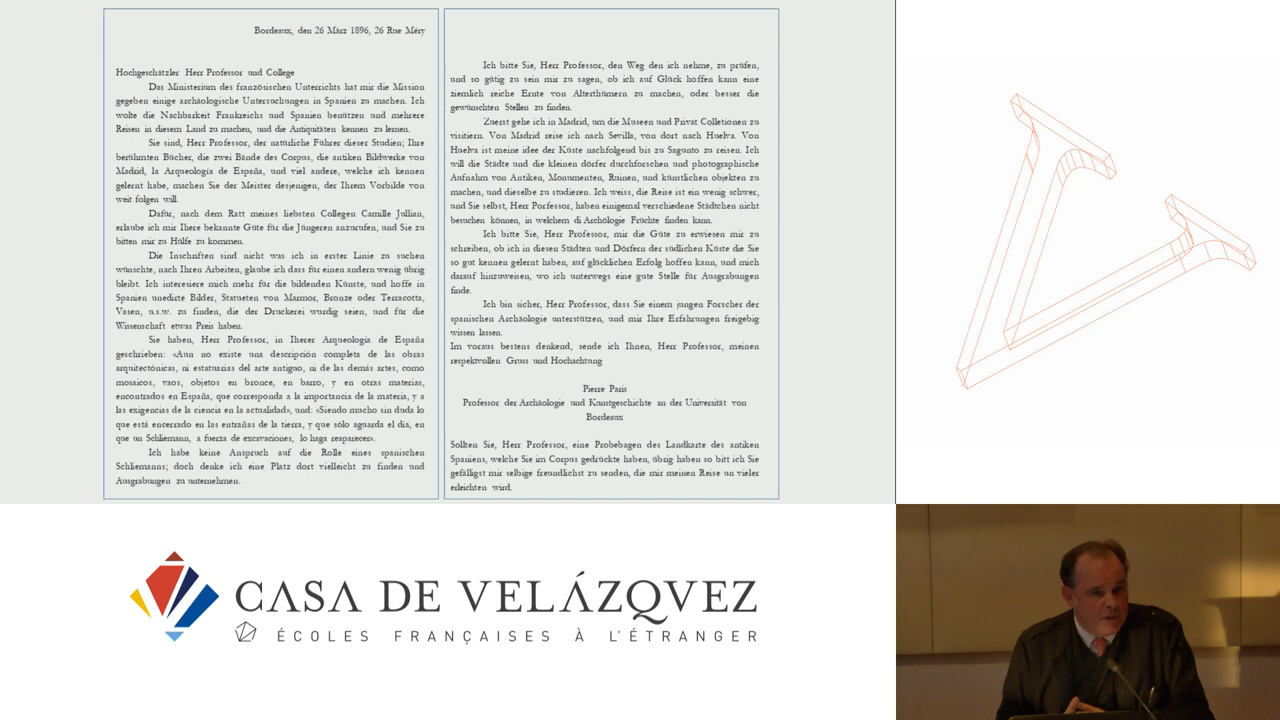 Bordeaux, den 26 März 1896, 26 Rue Méry
Hochgeschätzler Herr Professor und College
Das Ministerium des französischen Unterrichts hat mir die Mission
gegeben einige archäologische Untersuchungen in Spanien zu machen. Ich
wolte die Nachbarkeit Frankreichs und Spanien benützen und mehrere
Reisen in diesem Land zu machen, und die Antiquitäten kennen zu lernen.
Sie sind, Herr Professor, der natürliche Führer dieser Studien; Ihre
berühmten Bücher, die zwei Bände des Corpus, die antiken Bildwerke von
Madrid, la Arqueologia de España, und viel andere, welche ich kennen
gelernt habe, machen Sie der Meister desjenigen, der Ihrem Vorbilde von
weit folgen will.
Dafür, nach dem Ratt meines liebsten Collegen Camille Jullian,
erlaube ich mir Ihere bekannte Güte für die Jüngeren anzurufen, und Sie zu
bitten mir zu Hülfe zu kommen.
Die Inschriften sind nicht was ich in erster Linie zu suchen
wünschte, nach Ihren Arbeiten, glaube ich dass für einen andern wenig übrig
bleibt. Ich interesiere mich mehr für die bildenden Künste, und hoffe in
Spanien unedirte Bilder, Statueten von Marmor, Bronze oder Terracotta,
Vasen, u.s.w. zu finden, die der Druckerei wurdig seien, und für die
Wissenschaft etwas Preis haben.
Sie haben, Herr Professor, in Iherer Arqueología de España
geschrieben: «Aun no existe una descripción completa de las obras
arquitectónicas, ni estatuarias del arte antiguo, ni de las demás artes, como
mosaicos, vaos, objetos en bronce, en barro, y en otras materias,
encontrados en España, que corresponda a la importancia de la materia, y a
las exigencias de la ciencia en la actualidad», und: «Siendo mucho sin duda lo
que está encerrado en las entrañas de la tierra, y que sólo aguarda el día, en
que un Schliemann, a fuerza de excavaciones, lo haga reaparecer».
Ich habe keine Anspruch auf die Rolle eines spanischen
Schliemanns; doch denke ich eine Platz dort vielleicht zu finden und
Ausgrabungen zu unternehmen.
Ich bitte Sie, Herr Professor, den Weg den ich nehme, zu prüfen,
und so gütig zu sein mir zu sagen, ob ich auf Glück hoffen kann eine
ziemlich reiche Ernte von Alterthümern zu machen, oder besser die
gewünschten Stellen zu finden.
Zuerst gehe ich in Madrid, um die Museen und Privat Colletionen zu
visitiern. Von Madrid reise ich nach Sevilla, von dort nach Huelva. Von
Huelva ist meine idee der Küste nachfolgend bis zu Sagunto zu reisen. Ich
will die Städte und die kleinen dörfer durchforschen und photographische
Aufnahm von Antiken, Monumenten, Ruinen, und künstlichen objekten zu
machen, und dieselbe zu studieren. Ich weiss, die Reise ist ein wenig schwer,
und Sie selbst, Herr Porfessor, haben einigemal verschiedene Städtchen nicht
besuchen können, in welchem di Archölogie Früchte finden kann.
Ich bitte Sie, Herr Professor, mir die Güte zu erwiesen mir zu
schreiben, ob ich in diesen Städten und Dörfern der südlichen Küste die Sie
so gut kennen gelernt haben, auf glücklichen Erfolg hoffen kann, und mich
darauf hinzuweisen, wo ich unterwegs eine gute Stelle für Ausgrabungen
finde.
Ich bin sicher, Herr Professor, dass Sie einem jungen Forscher der
spanischen Archäologie unterstützen, und mir Ihre Erfahrungen freigebig
wissen lassen.
Im voraus bestens denkend, sende ich Ihnen, Herr Professor, meinen
respektvollen Gruss und Hochachtung
Pierre Paris
Professor der Archäologie und Kunstgeschichte an der Universität von
Bordeaux
Sollten Sie, Herr Professor, eine Probebagen des Landkarte des antiken
Spaniens, welche Sie im Corpus gedrückte haben, übrig haben so bitt ich Sie
gefälligst mir selbige freundlichst zu senden, die mir meinen Reise un vieler
erleichten wird.
CASA DE VELÁZQVEZ
ÉCOLES FRANÇAISES À L'ÉTRANGER